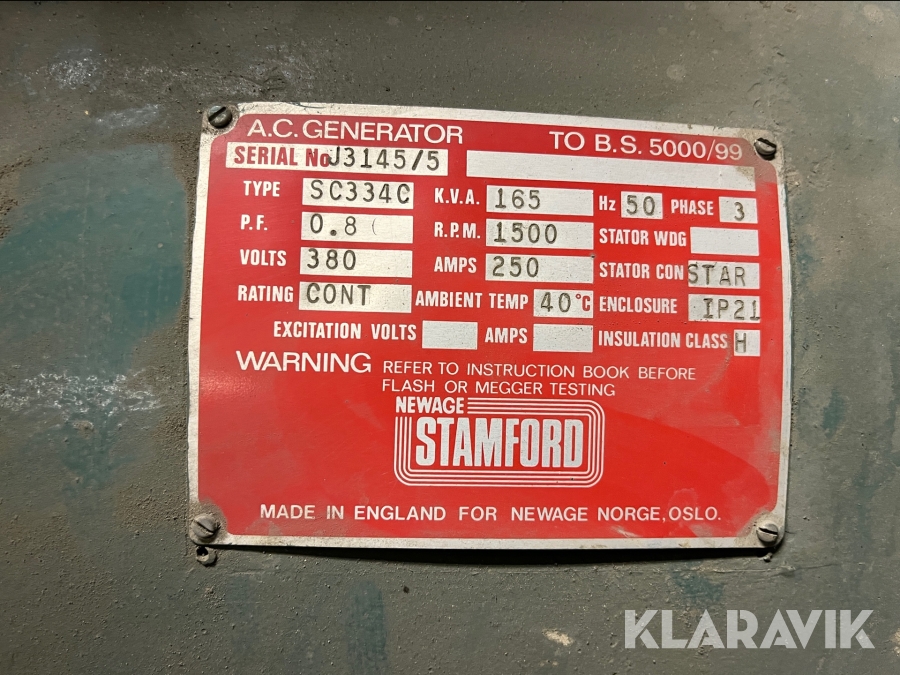 A.C. GENERATOR TO B.S. 5000/99
SERIAL No J3145/5
TYPE SC334C K.V.A. 165 Hz 50 PHASE 3
P.F. 0.8 R.P.M. 1500 STATOR WDG
VOLTS 380 AMPS 250 STATOR CON STAR
RATING CONT AMBIENT TEMP 40°C ENCLOSURE IP21
EXCITATION VOLTS AMPS INSULATION CLASS H
WARNING REFER TO INSTRUCTION BOOK BEFORE
FLASH OR MEGGER TESTING
NEWAGE
STAMFORD
MADE IN ENGLAND FOR NEWAGE NORGE, OSLO.
KLARAVIK